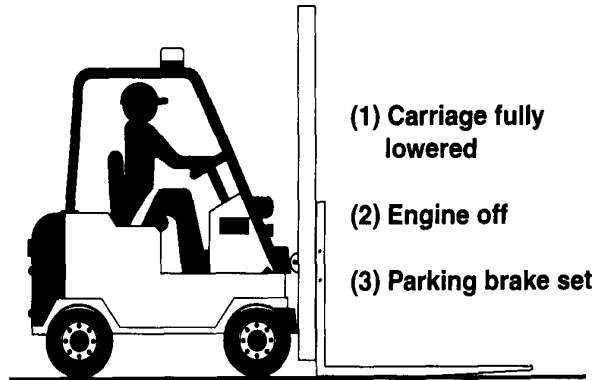 (1) Carriage fully
lowered
(2) Engine off
(3) Parking brake set